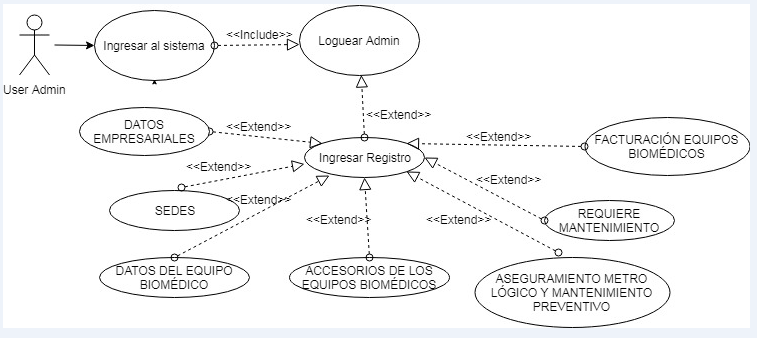 <<Include>>
Ingresar al sistema
Loguear Admin
User Admin
<<Extend>>
DATOS
EMPRESARIALES
<<Extend>>
<<Extend>>
FACTURACIÓN EQUIPOS
BIOMÉDICOS
Ingresar Registro
<<Extend>>
<<Extend>>
<<Extend>>
SEDES
<<Extend>>
<<Extend>>
REQUIERE
MANTENIMIENTO
DATOS DEL EQUIPO
BIOMÉDICO
ACCESORIOS DE LOS
EQUIPOS BIOMÉDICOS
ASEGURAMIENTO METRO
LÓGICO Y MANTENIMIENTO
PREVENTIVO